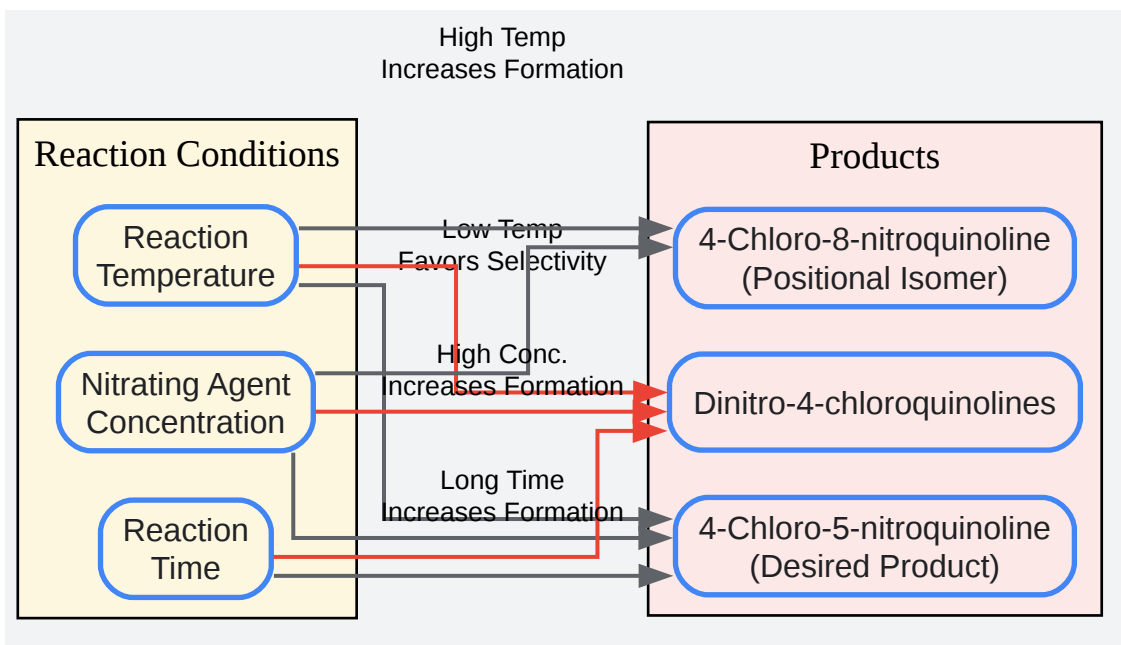 High Temp
Increases Formation
Reaction Conditions
Products
Reaction
Temperature
Low Temp
Favors Selectivity
4-Chloro-8-nitroquinoline
(Positional Isomer)
Nitrating Agent
Concentration
High Conc.
Increases Formation
Dinitro-4-chloroquinolines
Reaction
Time
Long Time
Increases Formation
4-Chloro-5-nitroquinoline
(Desired Product)